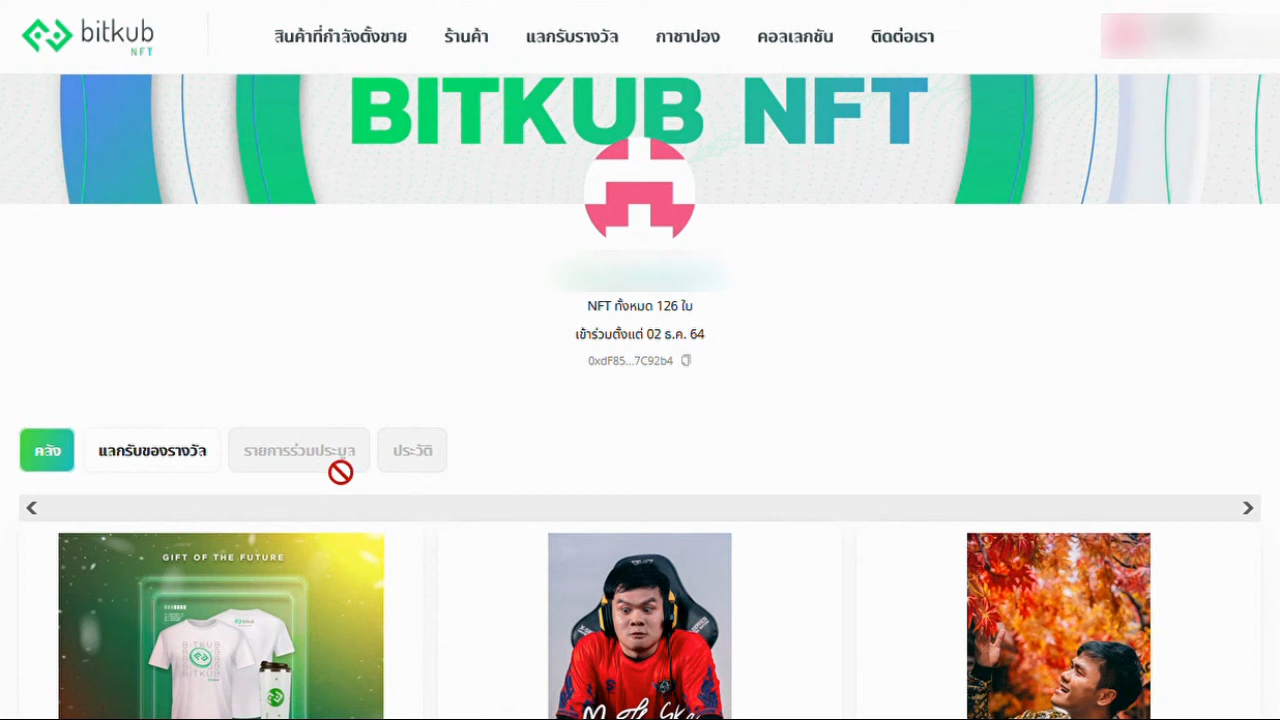 bitkub
NFT
สินค้าที่กำลังตั้งขาย
ร้านค้า
แลกรับรางวัล
กาชาปอง
คอลเลกชัน
ติดต่อเรา
BITKUB NFT
NFT ทั้งหมด 126 ใบ
เข้าร่วมตั้งแต่ 02 ธ.ค. 64
0xdF85...7C92b4
คลัง
แลกรับของรางวัล
รายการร่วมประมูล
ประวัติ
GIFT OF THE FUTURE
BITKUB
BITKUB